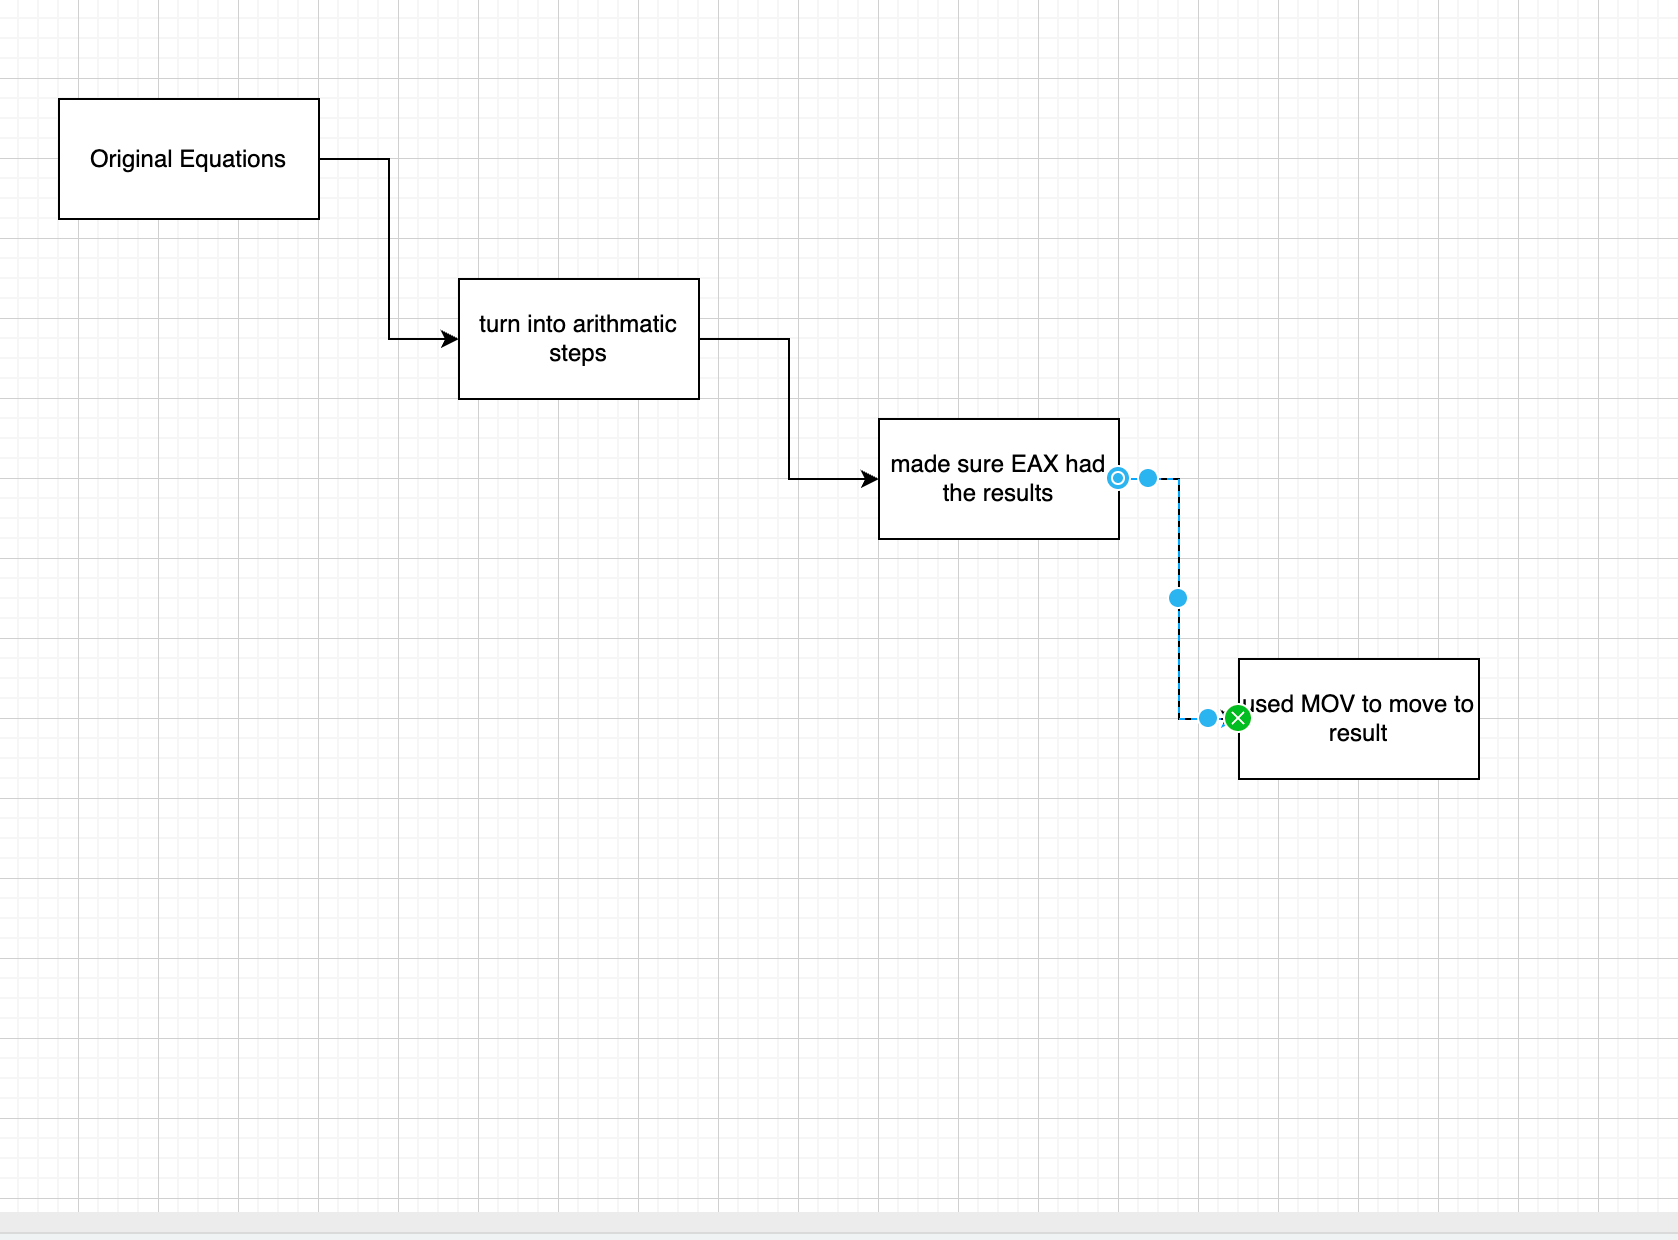 Original Equations
turn into arithmatic
steps
made sure EAX had
the results
used MOV to move to
result